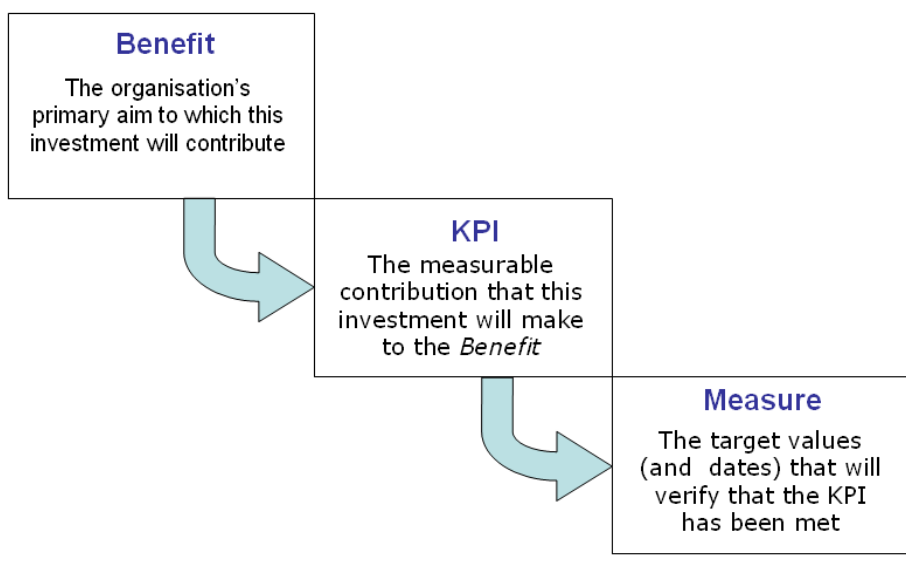 Benefit
The organisation's
primary aim to which this
investment will contribute
KPI
The measurable
contribution that this
investment will make
to the Benefit
Measure
The target values
(and dates) that will
verify that the KPI
has been met